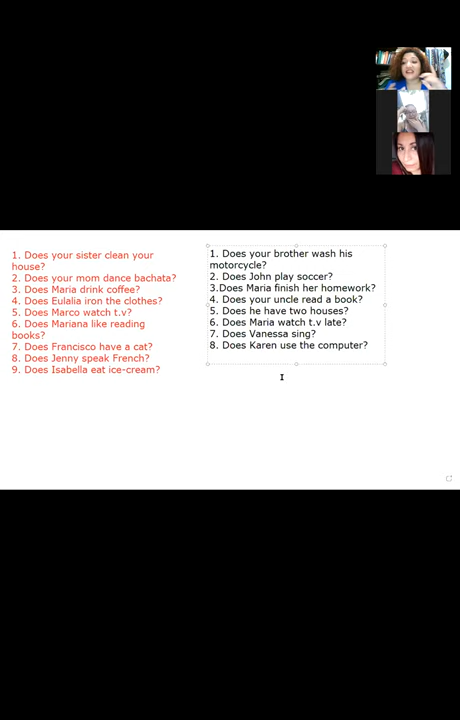 1. Does your sister clean your
house?
2. Does your mom dance bachata?
3. Does Maria drink coffee?
4. Does Eulalia iron the clothes?
5. Does Marco watch t.v?
6. Does Mariana like reading
books?
7. Does Francisco have a cat?
8. Does Jenny speak French?
9. Does Isabella eat ice-cream?
1. Does your brother wash his
motorcycle?
2. Does John play soccer?
3.Does Maria finish her homework?
4. Does your uncle read a book?
5. Does he have two houses?
6. Does Maria watch t.v late?
7. Does Vanessa sing?
8. Does Karen use the computer?